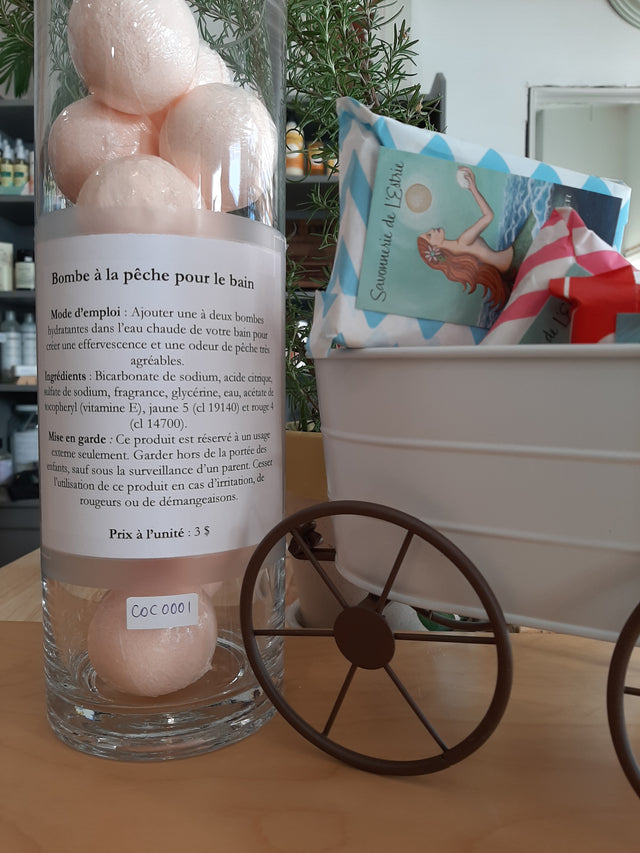 Bombe à la pêche pour le bain
Mode d'emploi : Ajouter une à deux bombes
hydratantes dans l'eau chaude de votre bain pour
créer une effervescence et une odeur de pêche très
agréables.
Ingrédients : Bicarbonate de sodium, acide citrique,
sulfate de sodium, fragrance, glycérine, eau, acétate de
tocopheryl (vitamine E), jaune 5 (cl 19140) et rouge 4
(cl 14700).
Mise en garde : Ce produit est réservé à un usage
externe seulement. Garder hors de la portée des
enfants, sauf sous la surveillance d'un parent. Cesser
l'utilisation de ce produit en cas d'irritation, de
rougeurs ou de démangeaisons.
Prix à l'unité : 3 $
COC0001
Savonnerie de L'Estrie
de l'E